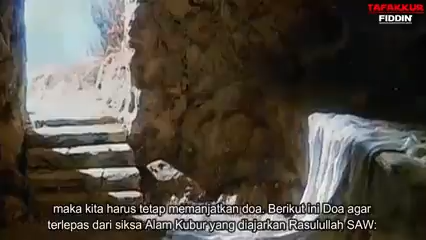 TAFAKKUR
FIDDIN
maka kita harus tetap memanjatkan doa. Berikut ini Doa agar
terlepas dari siksa Alam Kubur yang diajarkan Rasulullah SAW: